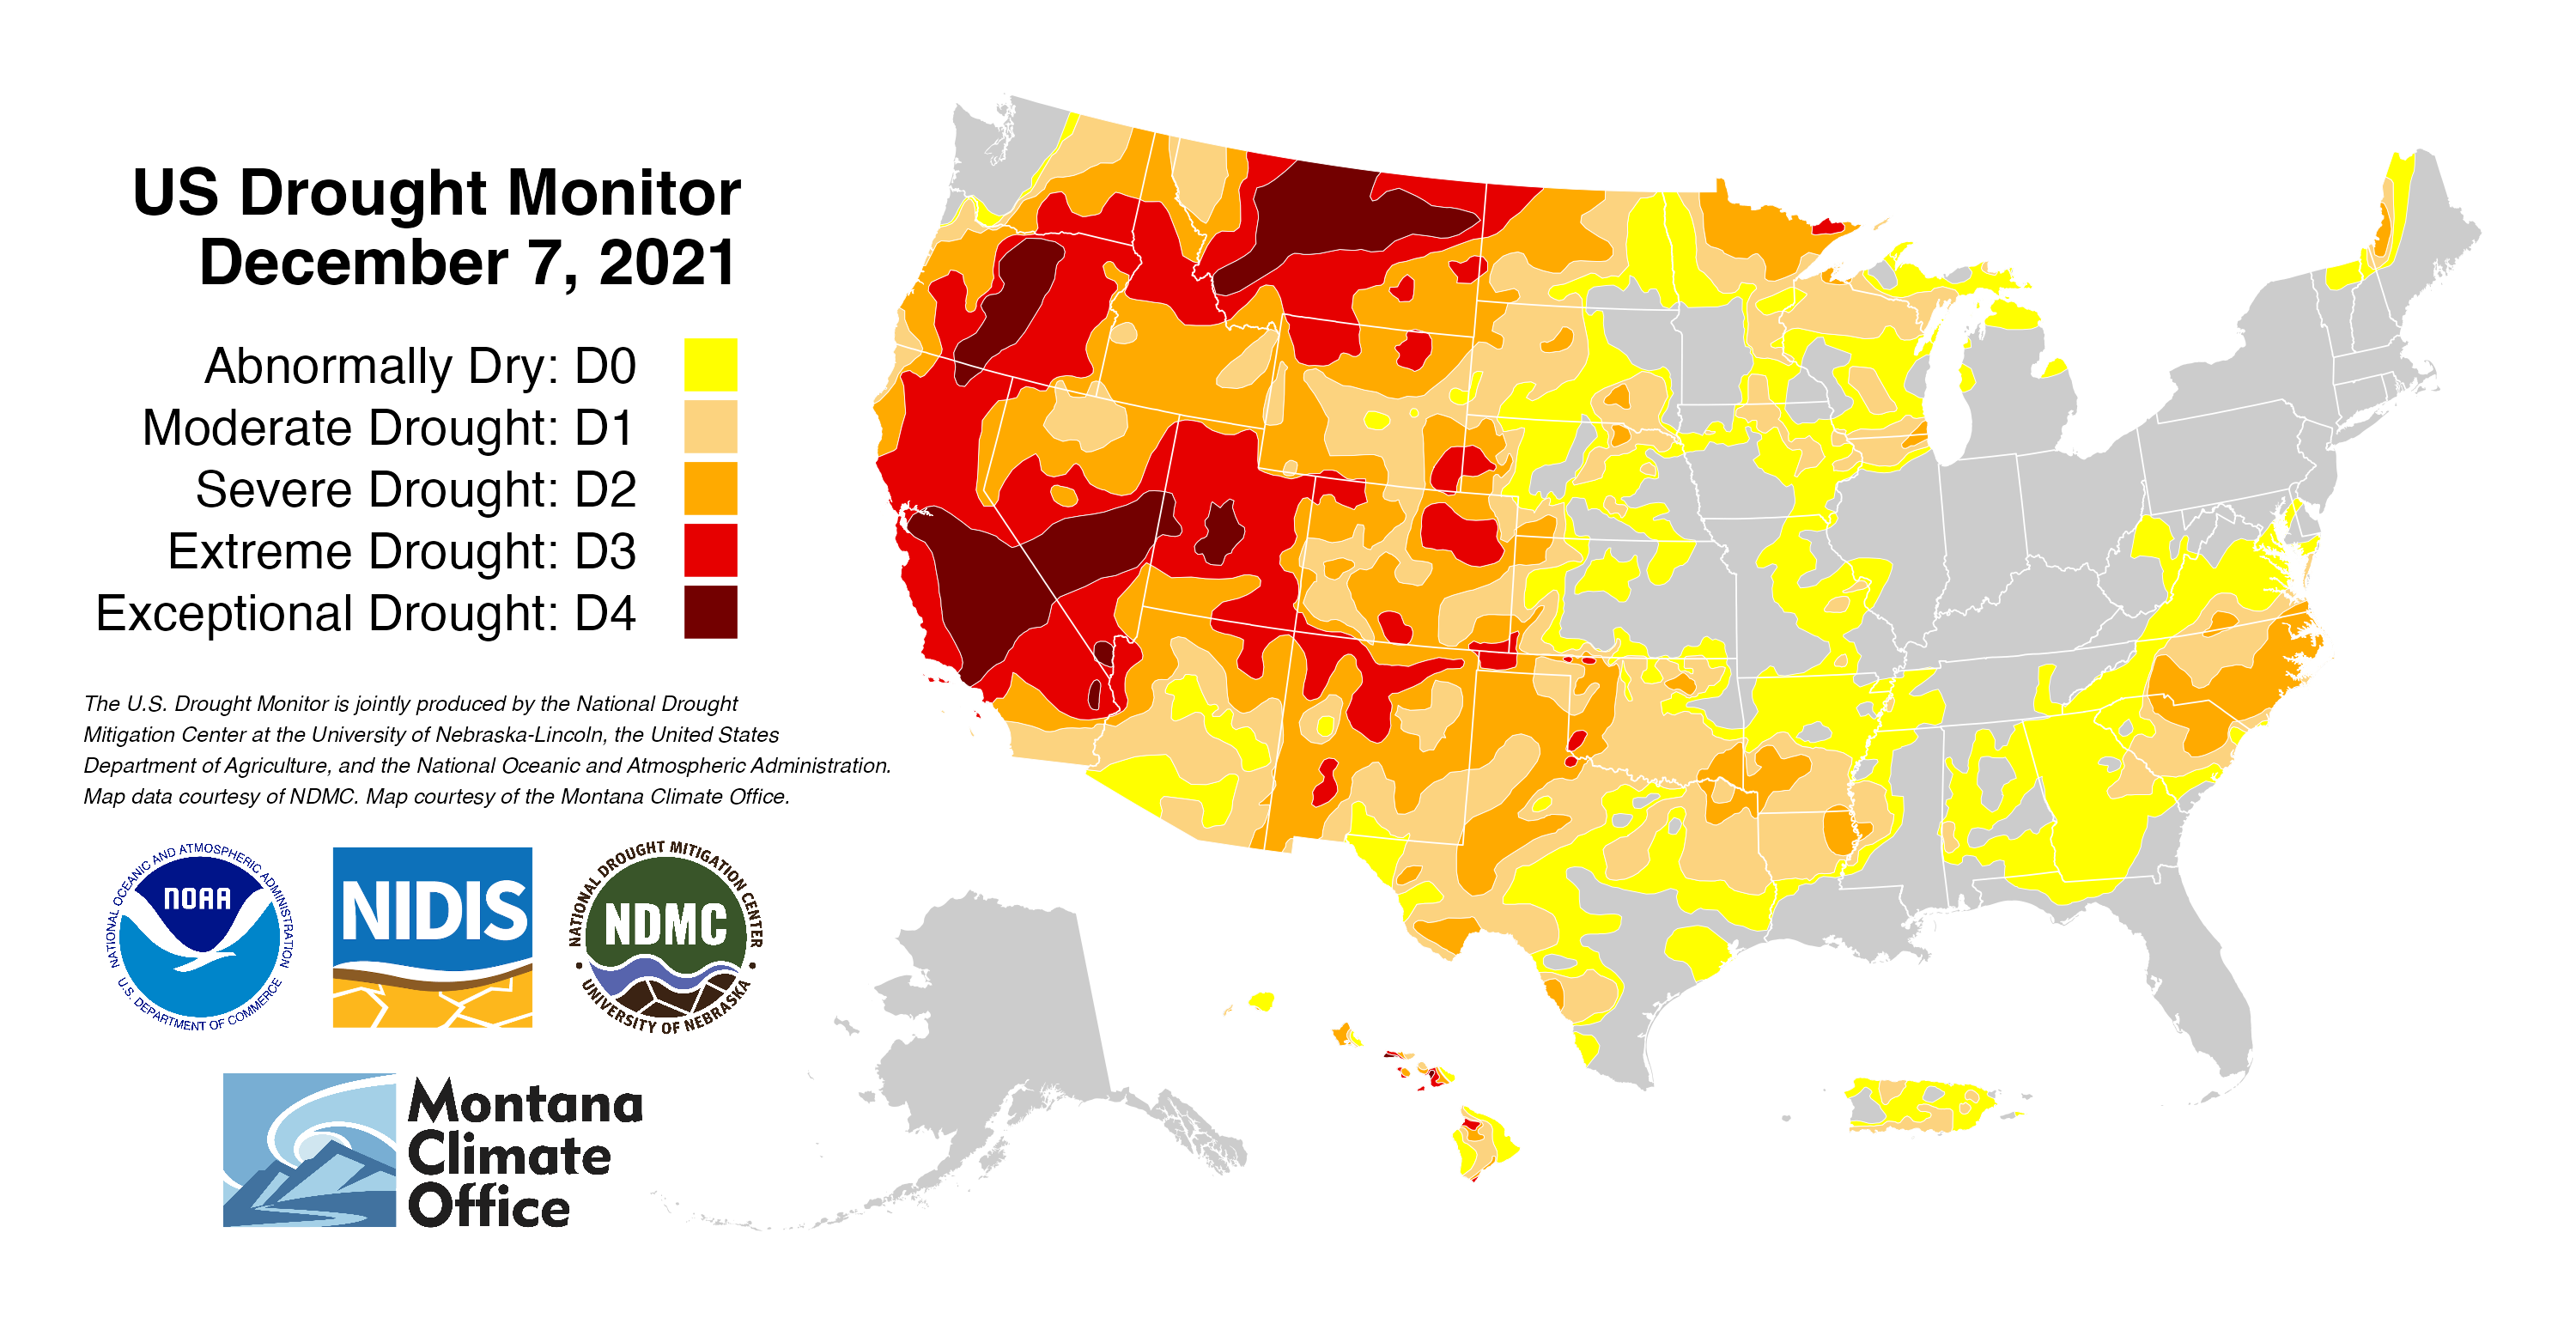 US Drought Monitor
December 7, 2021
Abnormally Dry: D0
Moderate Drought: D1
Severe Drought: D2
Extreme Drought: D3
Exceptional Drought: D4
The U.S. Drought Monitor is jointly produced by the National Drought
Mitigation Center at the University of Nebraska-Lincoln, the United States
Department of Agriculture, and the National Oceanic and Atmospheric Administration.
Map data courtesy of NDMC. Map courtesy of the Montana Climate Office.
NATIONAL OCEANIC AND ATMOSPHERIC ADMINISTRATION
NOAA
U.S. DEPARTMENT OF COMMERCE
NIDIS
NATIONAL DROUGHT MITIGATION CENTER
NDMC
UNIVERSITY OF NEBRASKA
Montana
Climate
Office